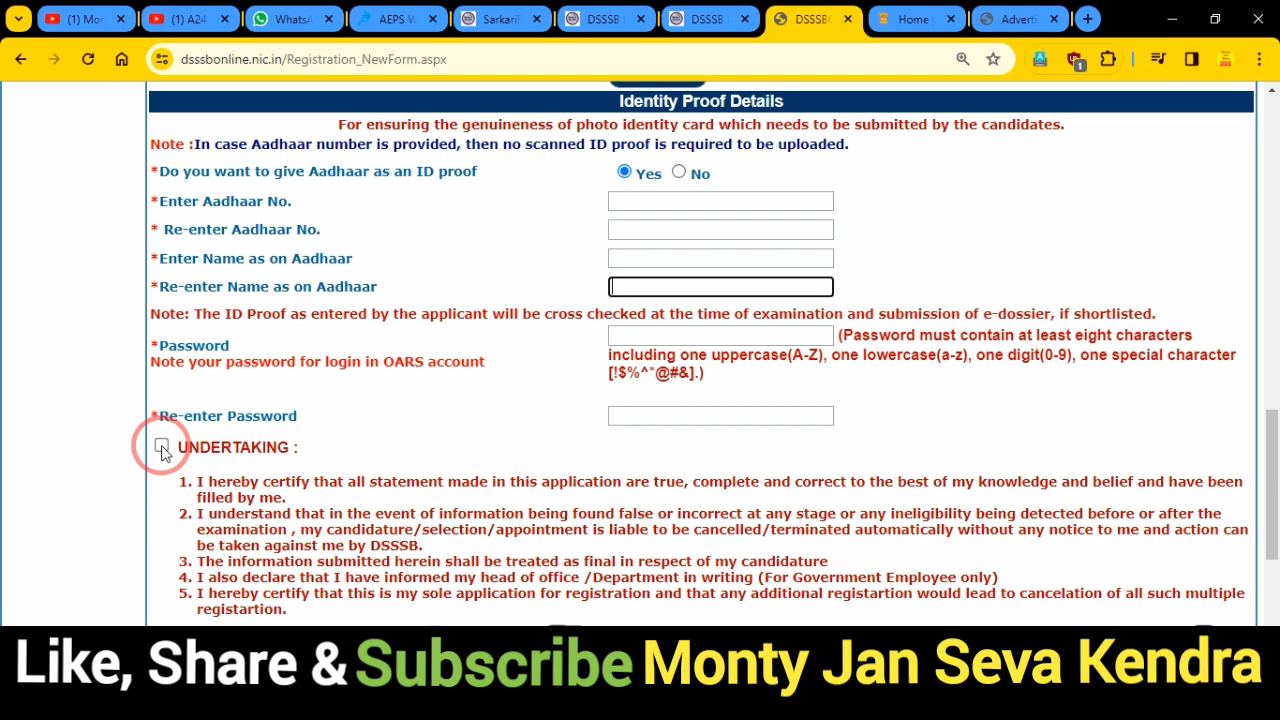 (1) Mon
(1) A24
WhatsA
AEPS W
SarkariT
DSSSB
DSSSB
DSSSBO
Home |
Adverti
dsssbonline.nic.in/Registration_NewForm.aspx
1
Identity Proof Details
For ensuring the genuineness of photo identity card which needs to be submitted by the candidates.
Note :In case Aadhaar number is provided, then no scanned ID proof is required to be uploaded.
*Do you want to give Aadhaar as an ID proof Yes No
*Enter Aadhaar No.
* Re-enter Aadhaar No.
*Enter Name as on Aadhaar
*Re-enter Name as on Aadhaar
Note: The ID Proof as entered by the applicant will be cross checked at the time of examination and submission of e-dossier, if shortlisted.
*Password
Note your password for login in OARS account
(Password must contain at least eight characters
including one uppercase(A-Z), one lowercase(a-z), one digit(0-9), one special character
[!$%^*@#&].)
*Re-enter Password
UNDERTAKING :
1. I hereby certify that all statement made in this application are true, complete and correct to the best of my knowledge and belief and have been
filled by me.
2. I understand that in the event of information being found false or incorrect at any stage or any ineligibility being detected before or after the
examination , my candidature/selection/appointment is liable to be cancelled/terminated automatically without any notice to me and action can
be taken against me by DSSSB.
3. The information submitted herein shall be treated as final in respect of my candidature
4. I also declare that I have informed my head of office /Department in writing (For Government Employee only)
5. I hereby certify that this is my sole application for registration and that any additional registartion would lead to cancelation of all such multiple
registartion.
Like, Share & Subscribe Monty Jan Seva Kendra